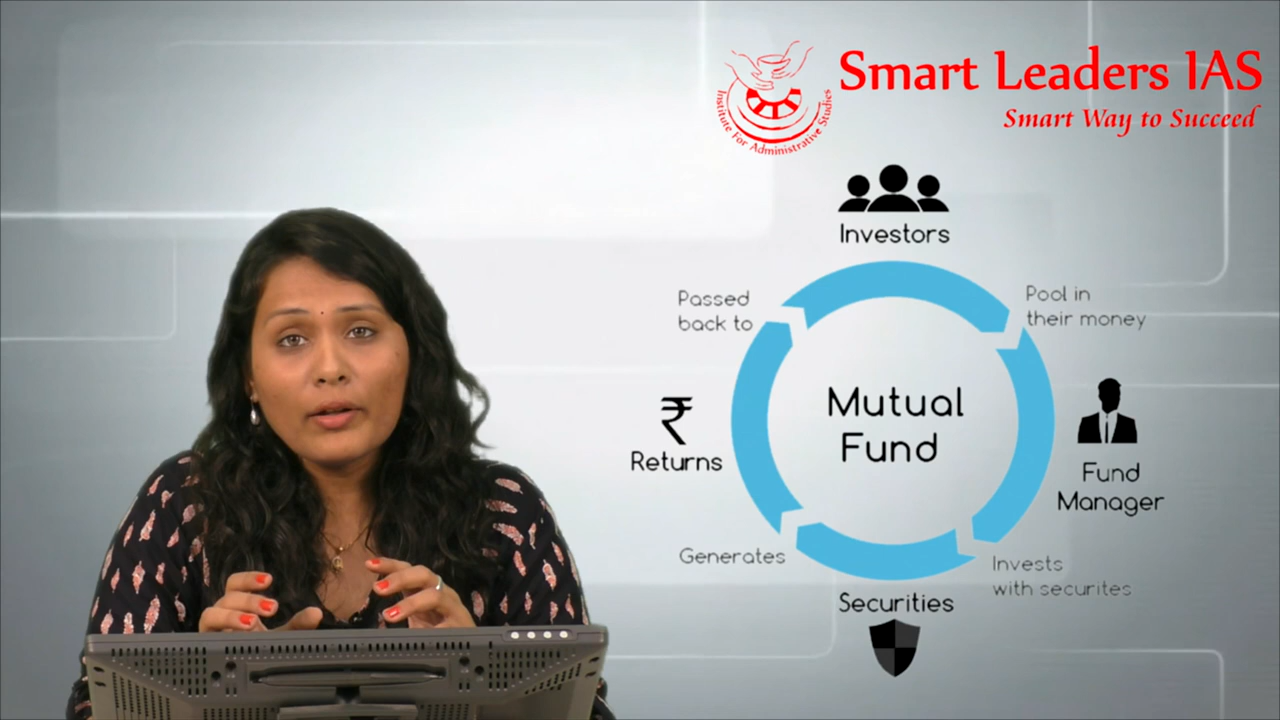 Smart Leaders IAS
Smart Way to Succeed
Institute For Administrative Studies
Investors
Passed
back to
Pool in
their money
Mutual
Fund
₹
Returns
Fund
Manager
Generates
Invests
with securites
Securities